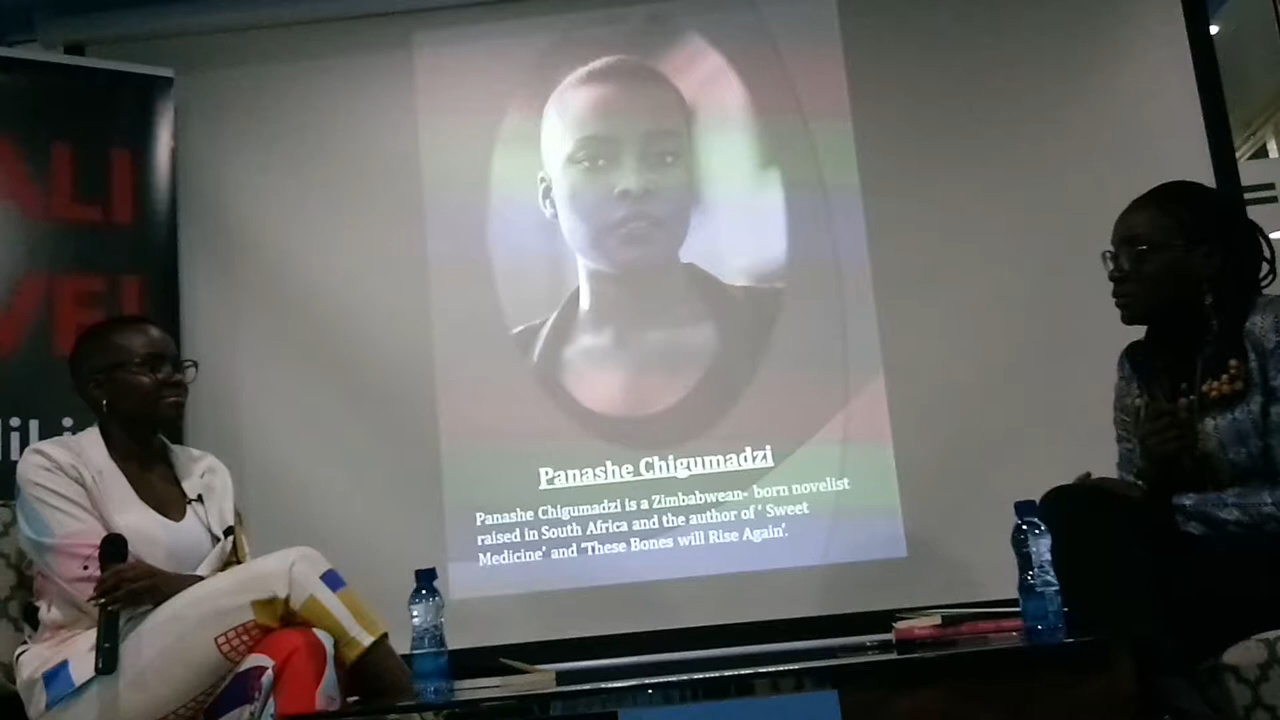 ALI
Panashe Chigumadzi
Panashe Chigumadzi is a Zimbabwean- born novelist
raised in South Africa and the author of ‘ Sweet
Medicine’ and ‘These Bones will Rise Again’.